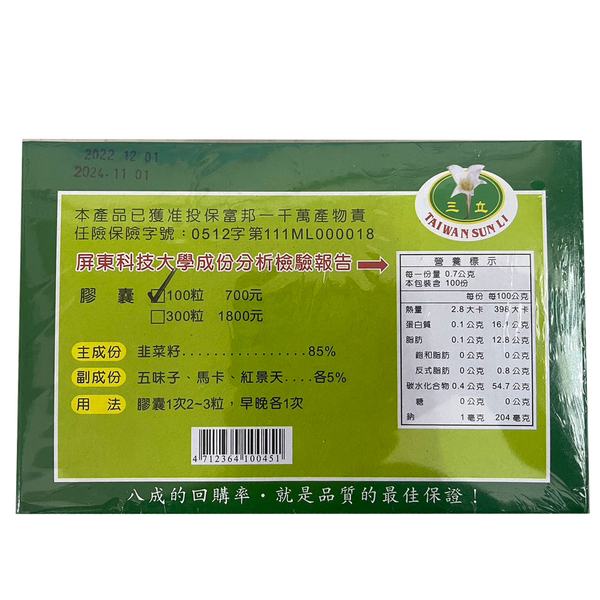 2022 12 01
2024.11 01
三 立
TAIWAN SUN LI
本產品已獲准投保富邦一千萬產物責
任險保險字號：0512字第111ML000018
屏東科技大學成份分析檢驗報告
膠囊 ✓100粒 700元
□300粒 1800元
主成份 韭菜籽..................85%
副成份 五味子、馬卡、紅景天....各5%
用法 膠囊1次2~3粒，早晚各1次
4 712364 100451
營養標示
每一份量 0.7公克
本包裝含 100份
每份 每100公克
熱量 2.8 大卡 398 大卡
蛋白質 0.1 公克 16.1 公克
脂肪 0.1 公克 12.8 公克
飽和脂肪 0 公克 0 公克
反式脂肪 0 公克 0.8 公克
碳水化合物 0.4 公克 54.7 公克
糖 0 公克 0 公克
鈉 1 毫克 204 毫克
八成的回購率・就是品質的最佳保證！